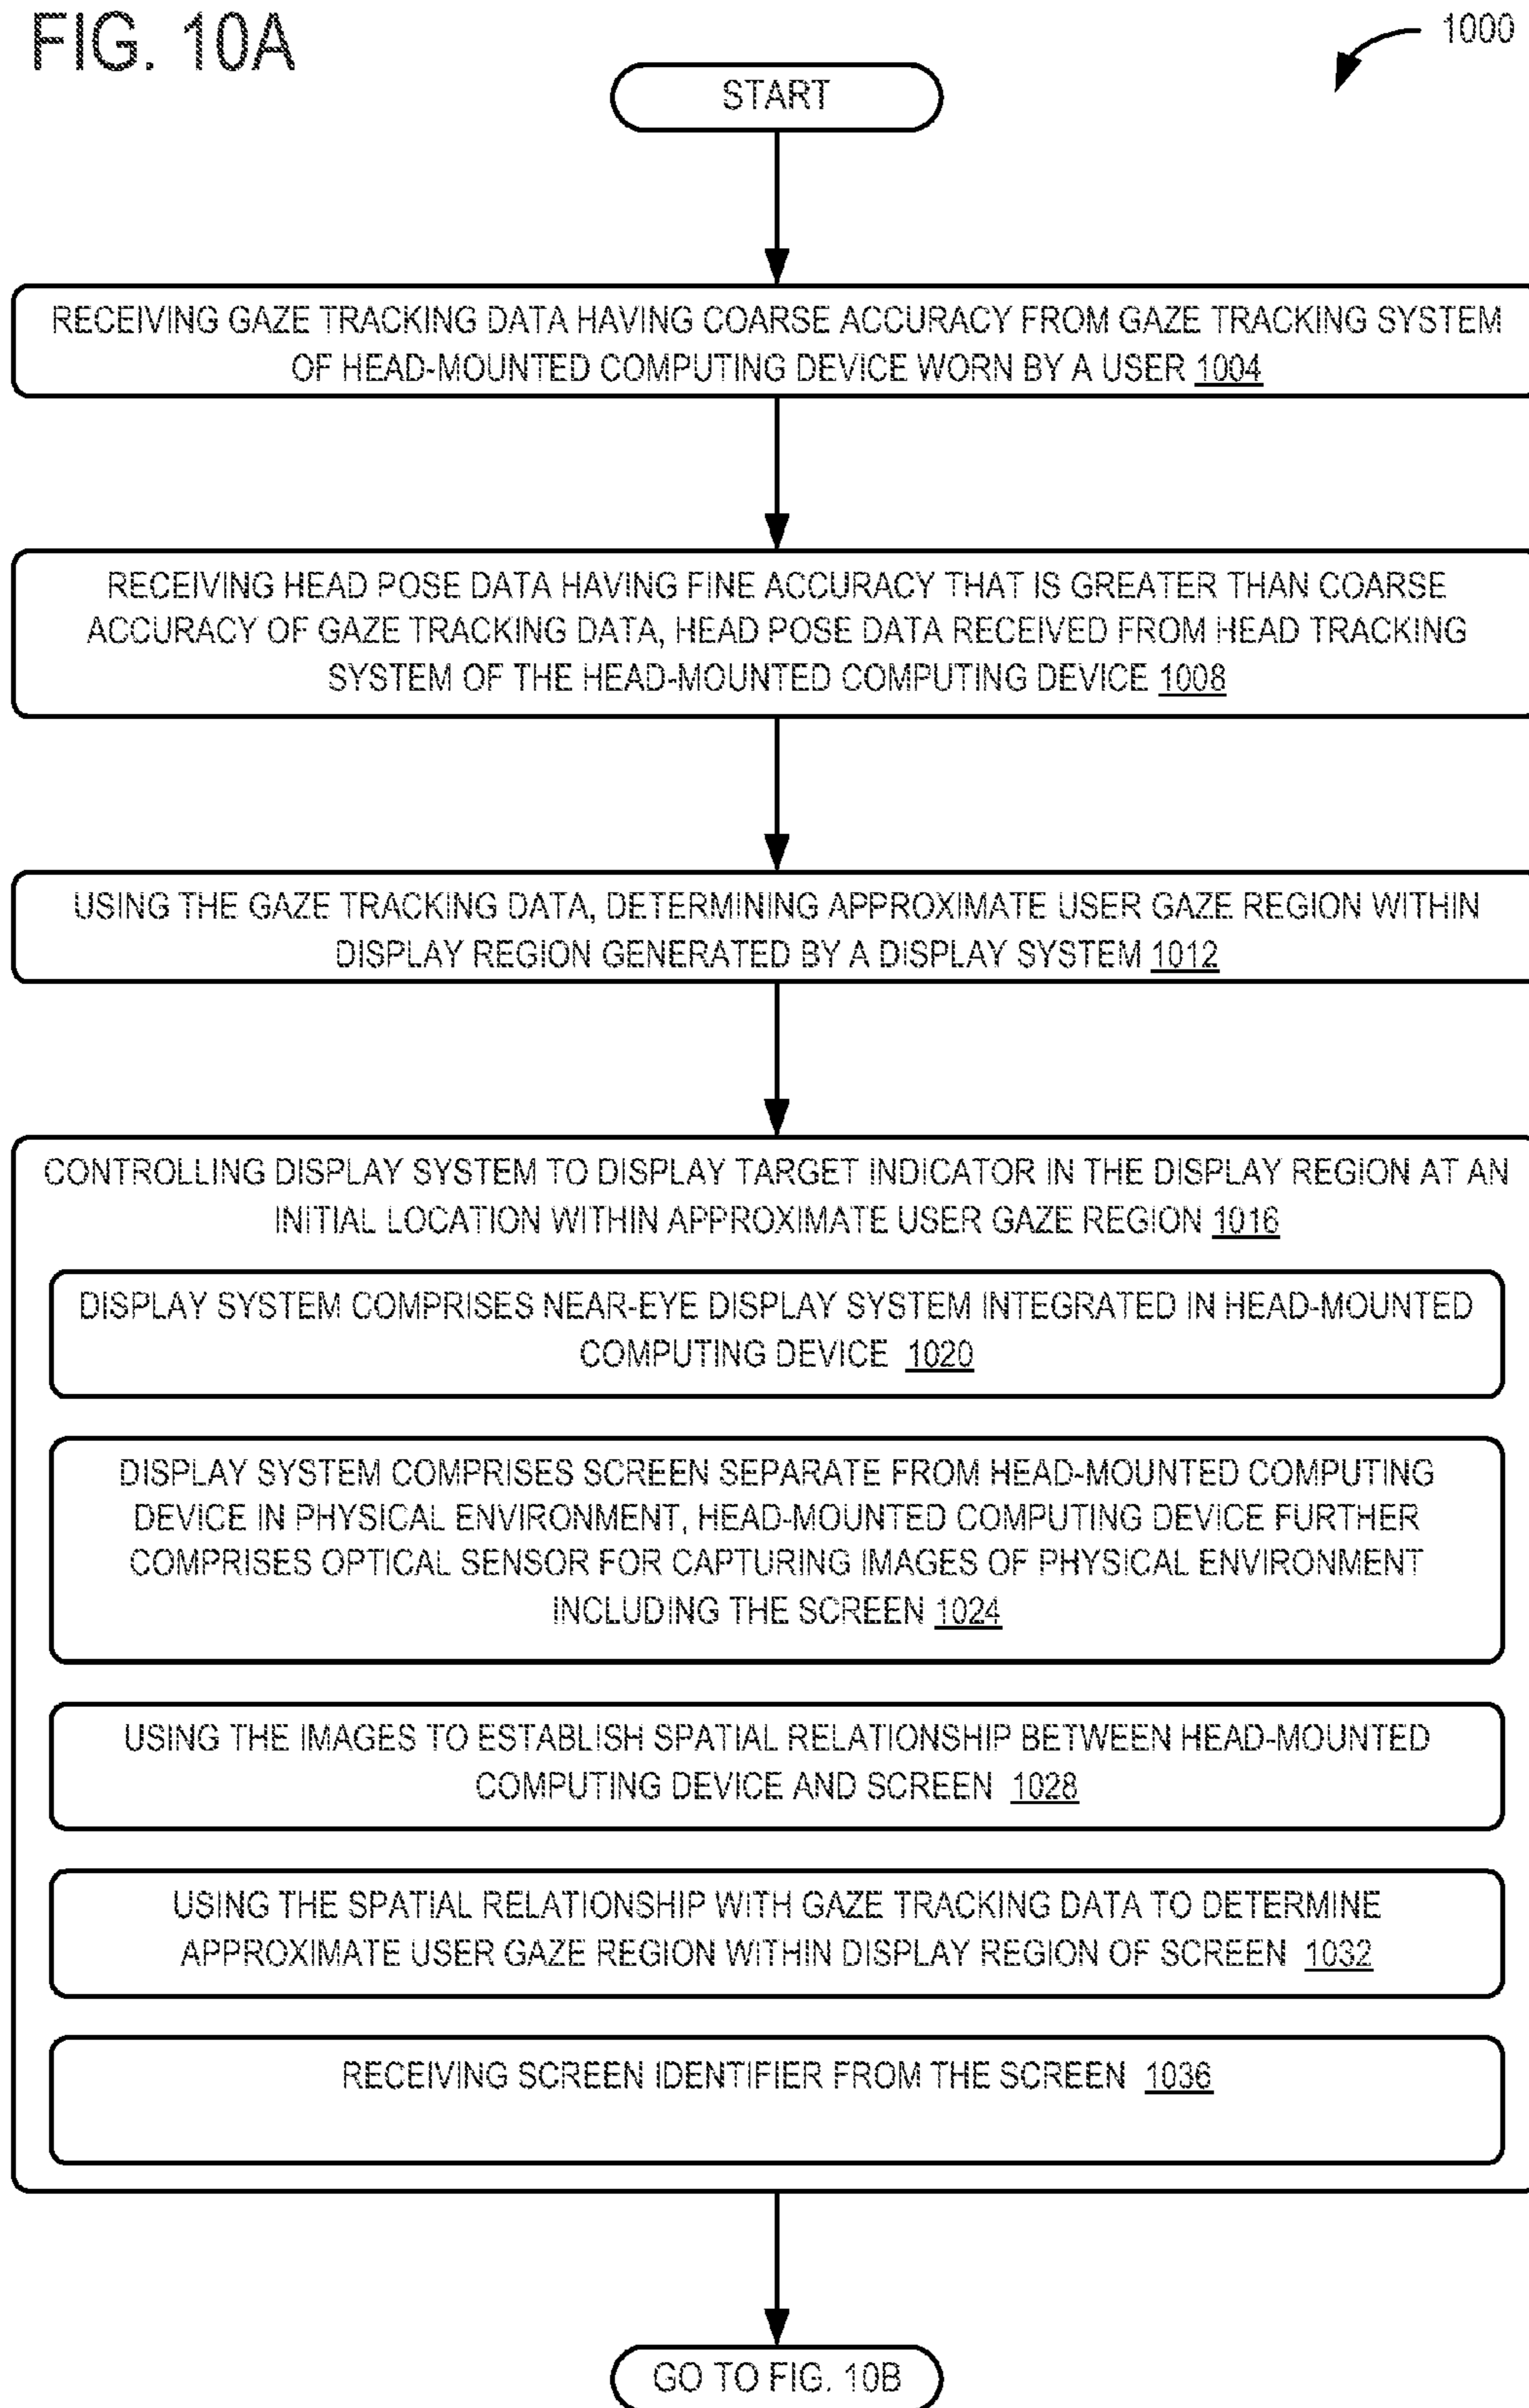 FIG. 10A
1000
START
RECEIVING GAZE TRACKING DATA HAVING COARSE ACCURACY FROM GAZE TRACKING SYSTEM
OF HEAD-MOUNTED COMPUTING DEVICE WORN BY A USER 1004
RECEIVING HEAD POSE DATA HAVING FINE ACCURACY THAT IS GREATER THAN COARSE
ACCURACY OF GAZE TRACKING DATA, HEAD POSE DATA RECEIVED FROM HEAD TRACKING
SYSTEM OF THE HEAD-MOUNTED COMPUTING DEVICE 1008
USING THE GAZE TRACKING DATA, DETERMINING APPROXIMATE USER GAZE REGION WITHIN
DISPLAY REGION GENERATED BY A DISPLAY SYSTEM 1012
CONTROLLING DISPLAY SYSTEM TO DISPLAY TARGET INDICATOR IN THE DISPLAY REGION AT AN
INITIAL LOCATION WITHIN APPROXIMATE USER GAZE REGION 1016
DISPLAY SYSTEM COMPRISES NEAR-EYE DISPLAY SYSTEM INTEGRATED IN HEAD-MOUNTED
COMPUTING DEVICE 1020
DISPLAY SYSTEM COMPRISES SCREEN SEPARATE FROM HEAD-MOUNTED COMPUTING
DEVICE IN PHYSICAL ENVIRONMENT, HEAD-MOUNTED COMPUTING DEVICE FURTHER
COMPRISES OPTICAL SENSOR FOR CAPTURING IMAGES OF PHYSICAL ENVIRONMENT
INCLUDING THE SCREEN 1024
USING THE IMAGES TO ESTABLISH SPATIAL RELATIONSHIP BETWEEN HEAD-MOUNTED
COMPUTING DEVICE AND SCREEN 1028
USING THE SPATIAL RELATIONSHIP WITH GAZE TRACKING DATA TO DETERMINE
APPROXIMATE USER GAZE REGION WITHIN DISPLAY REGION OF SCREEN 1032
RECEIVING SCREEN IDENTIFIER FROM THE SCREEN 1036
GO TO FIG. 10B